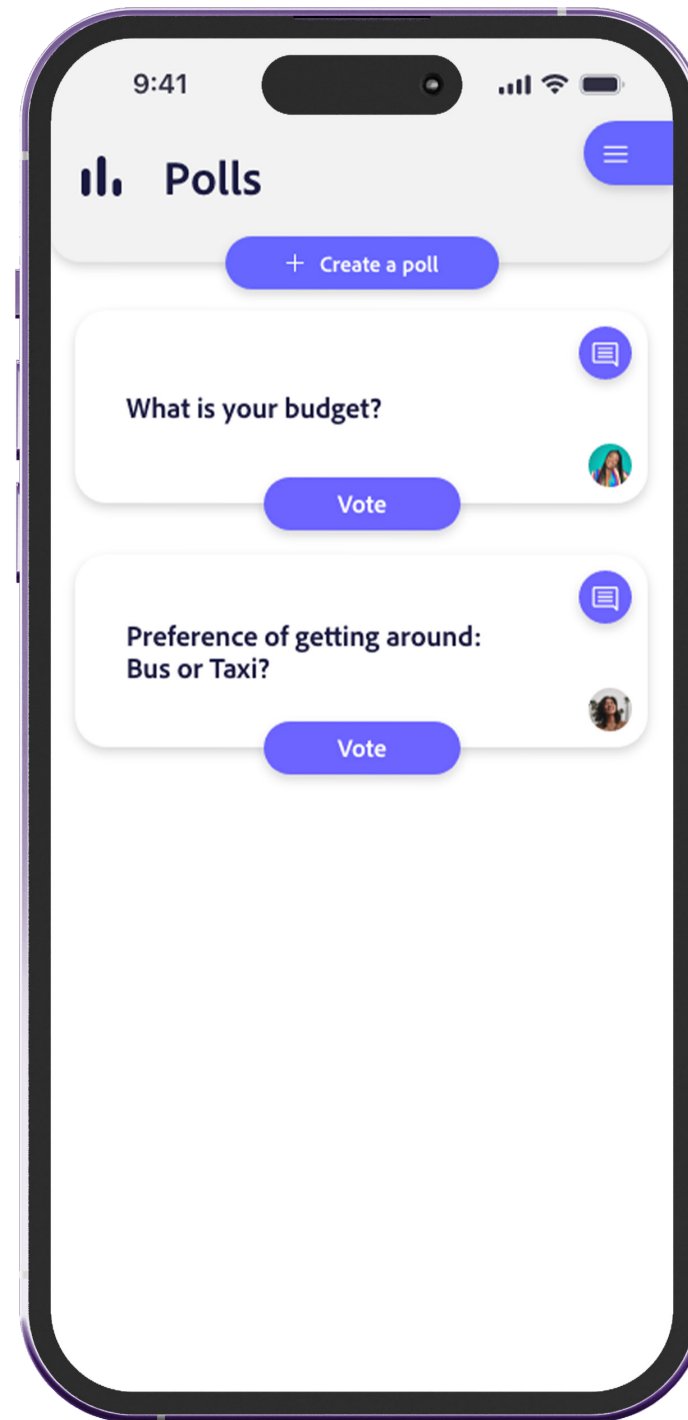 9:41
Polls
+ Create a poll
What is your budget?
Vote
Preference of getting around:
Bus or Taxi?
Vote